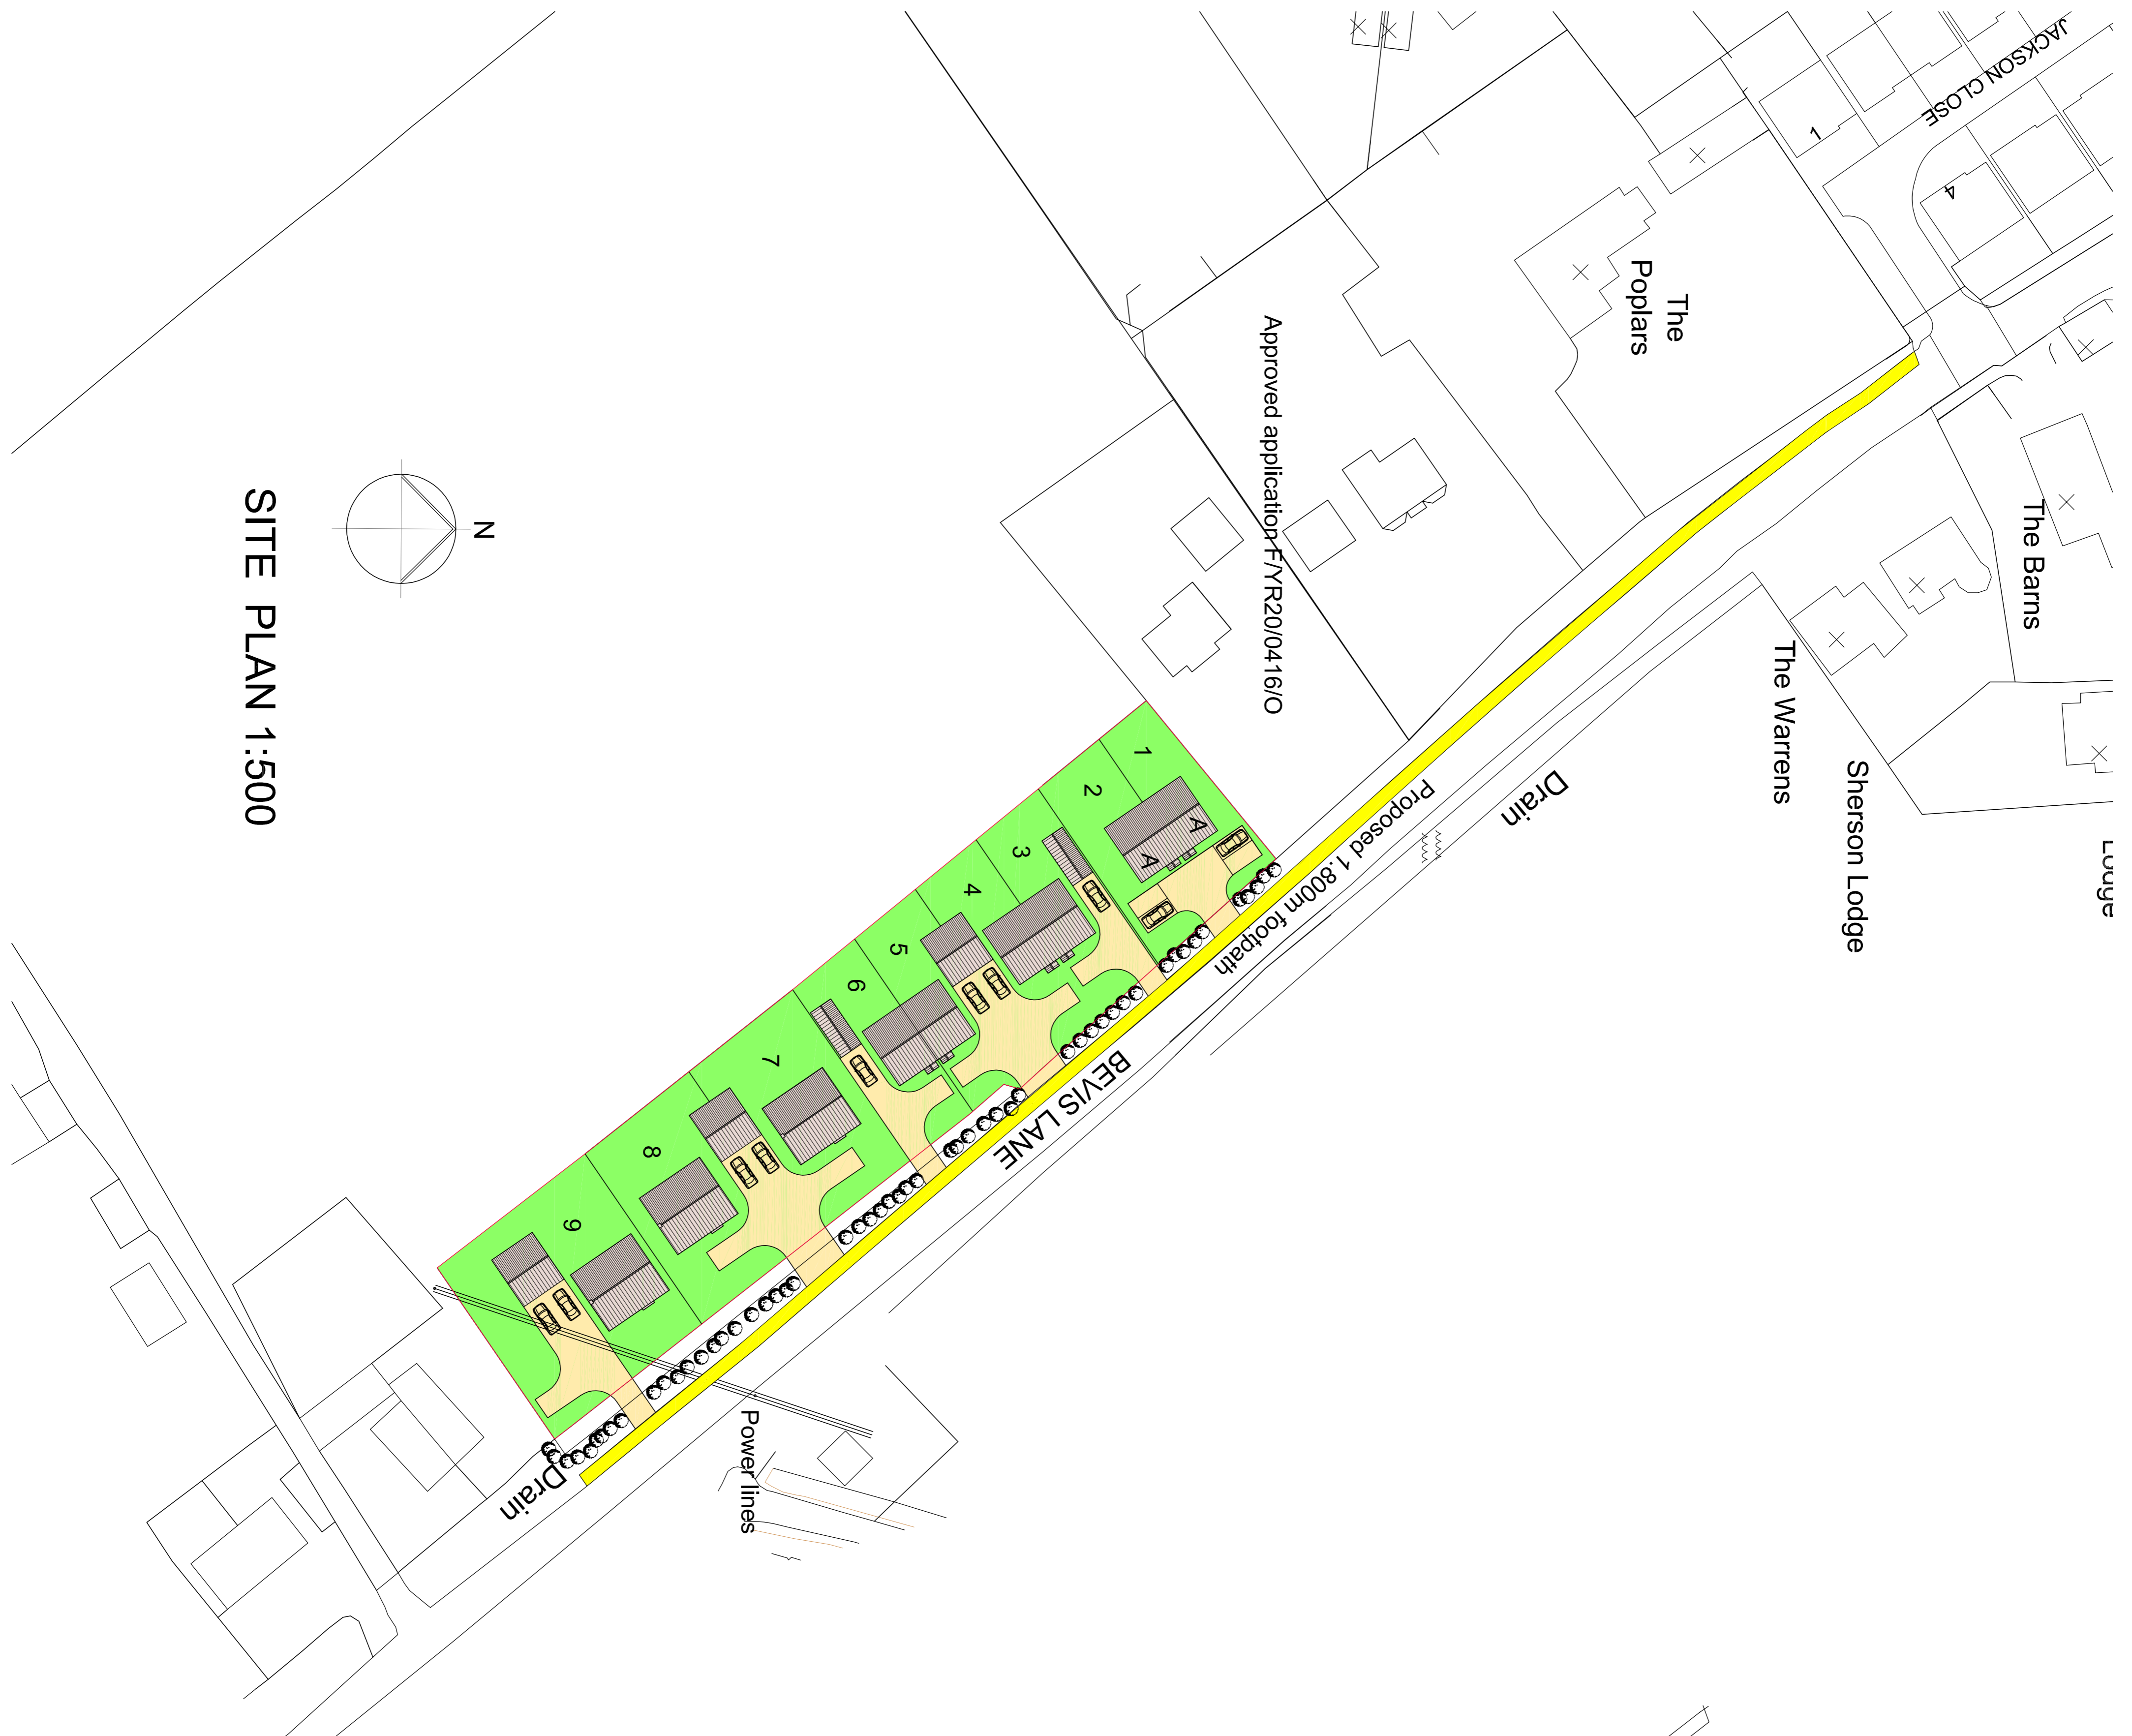 JACKSON CLOSE
1
4
The
Poplars
Approved application F/YR20/0416/O
The Barns
The Warrens
Sherson Lodge
Lodge
Drain
Proposed 1.800m footpath
N
SITE PLAN 1:500
1
2
3
4
5
6
7
8
9
A
A
BEVIS LANE
Power lines
Drain